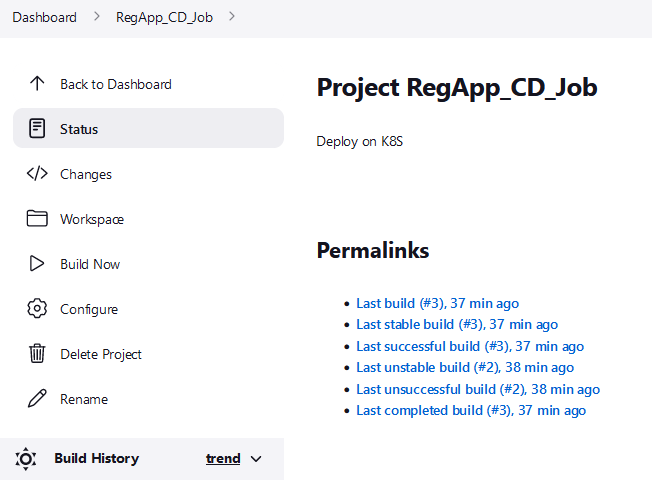 Dashboard > RegApp_CD_Job >
Back to Dashboard
Status
Changes
Workspace
Build Now
Configure
Delete Project
Rename
Build History trend
Project RegApp_CD_Job
Deploy on K8S
Permalinks
• Last build (#3), 37 min ago
• Last stable build (#3), 37 min ago
• Last successful build (#3), 37 min ago
• Last unstable build (#2), 38 min ago
• Last unsuccessful build (#2), 38 min ago
• Last completed build (#3), 37 min ago